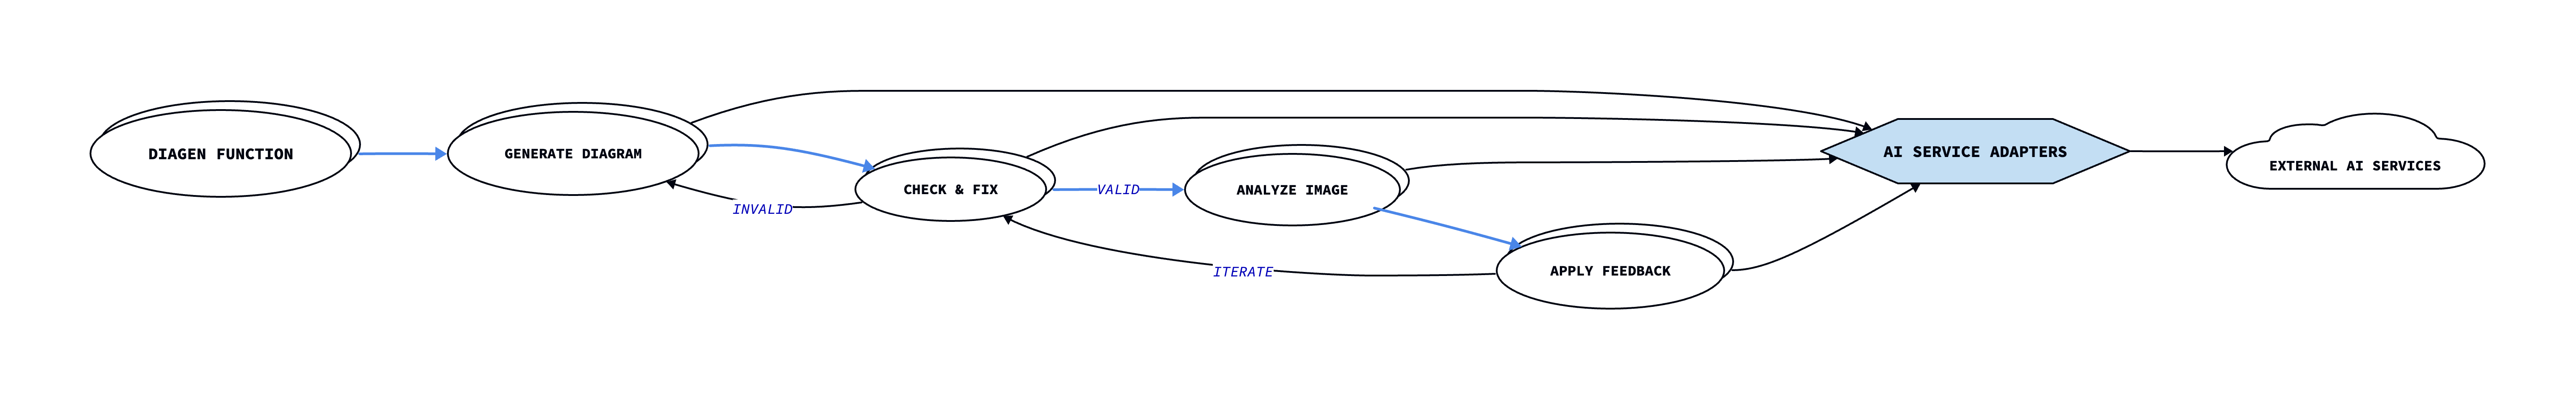 DIAGEN FUNCTION
GENERATE DIAGRAM
INVALID
CHECK & FIX
VALID
ANALYZE IMAGE
ITERATE
APPLY FEEDBACK
AI SERVICE ADAPTERS
EXTERNAL AI SERVICES